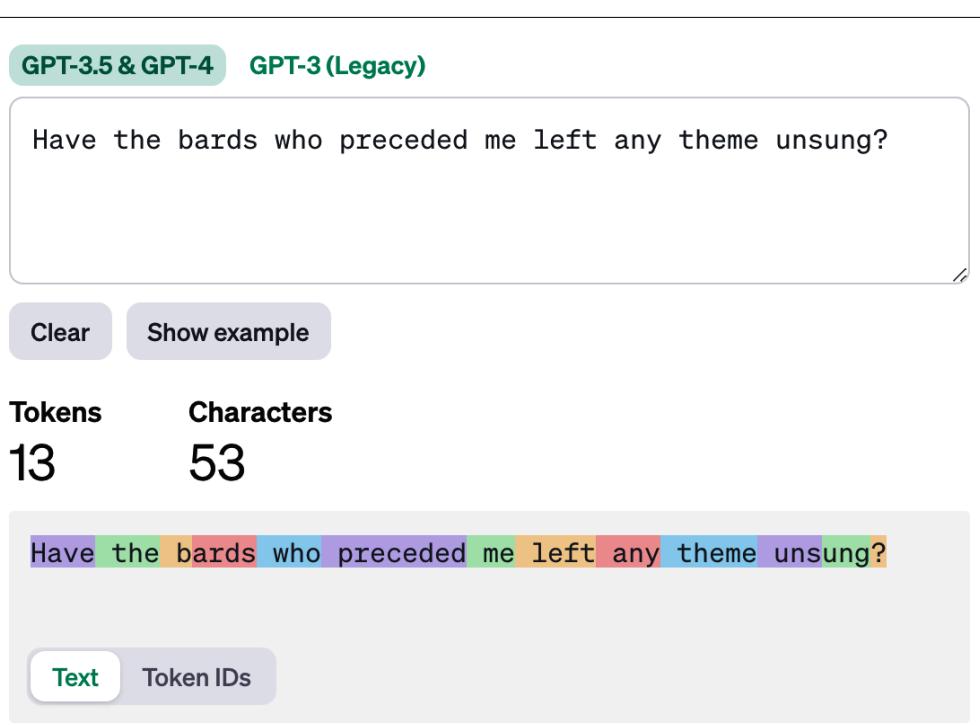 GPT-3.5 & GPT-4 GPT-3 (Legacy)
Have the bards who preceded me left any theme unsung?
Clear Show example
Tokens Characters
13 53
Have the bards who preceded me left any theme unsung?
Text Token IDs